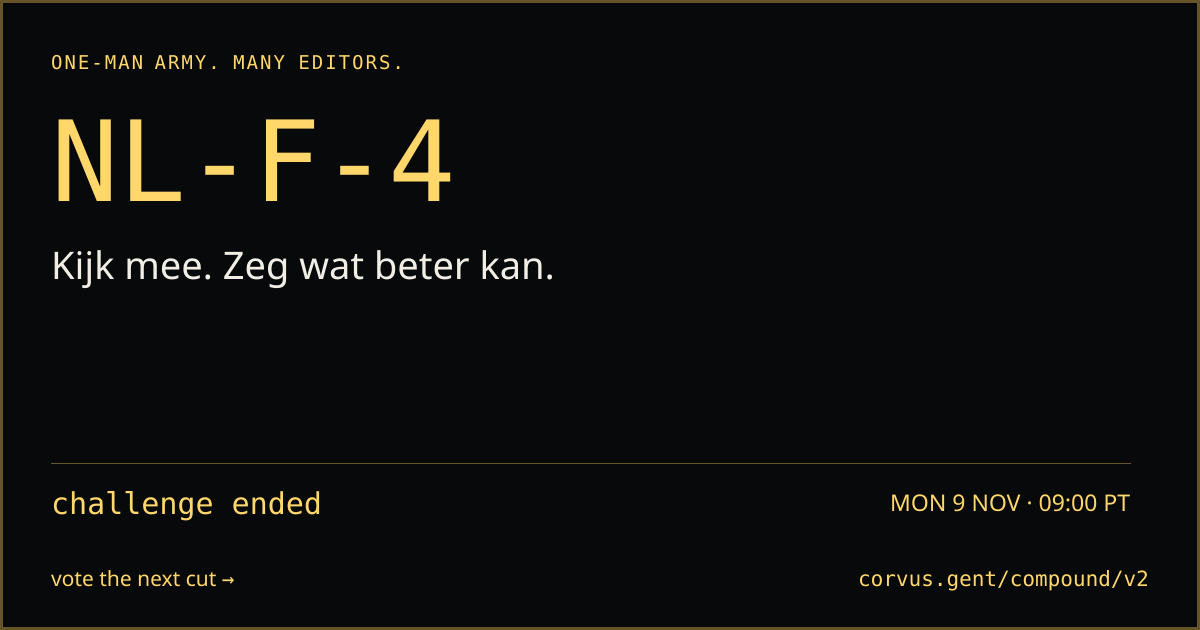 ONE-MAN ARMY. MANY EDITORS.
NL-F-4
Kijk mee. Zeg wat beter kan.
challenge ended
MON 9 NOV · 09:00 PT
vote the next cut →
corvus.gent/compound/v2